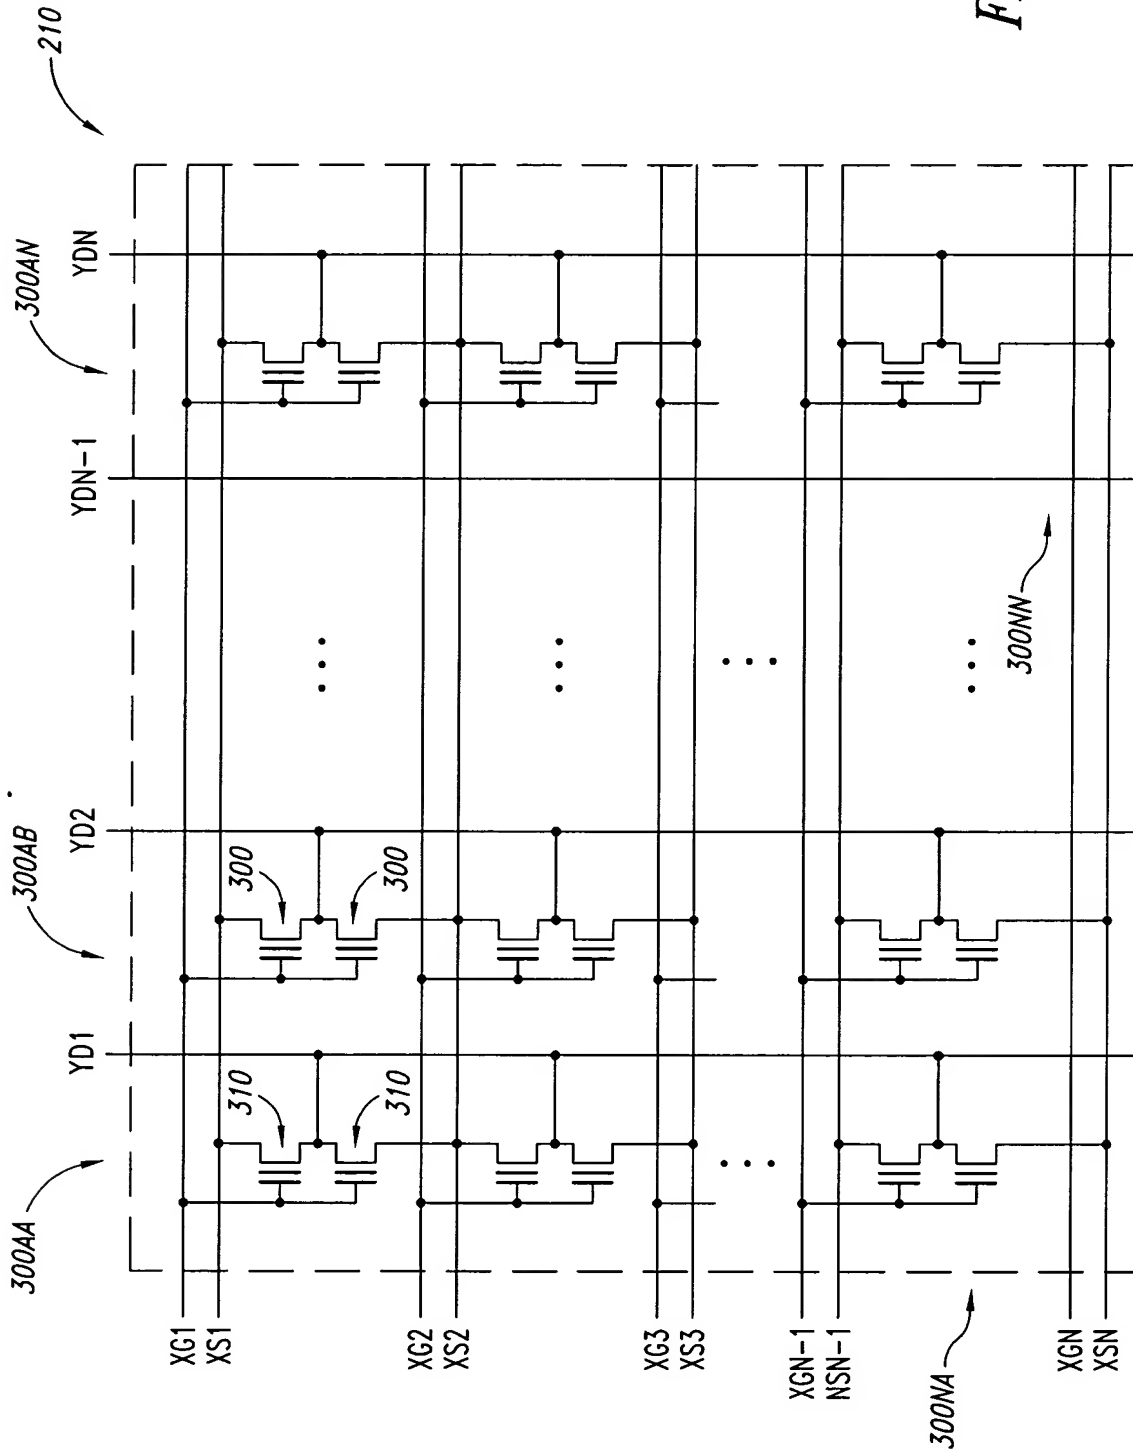 210
F
300AN
YDN
YDN-1
300AB
YD2
300
300
YD1
300AA
310
310
XG1
XS1
XG2
XS2
XG3
XS3
XGN-1
NSN-1
300NN
300NA
XGN
XSN